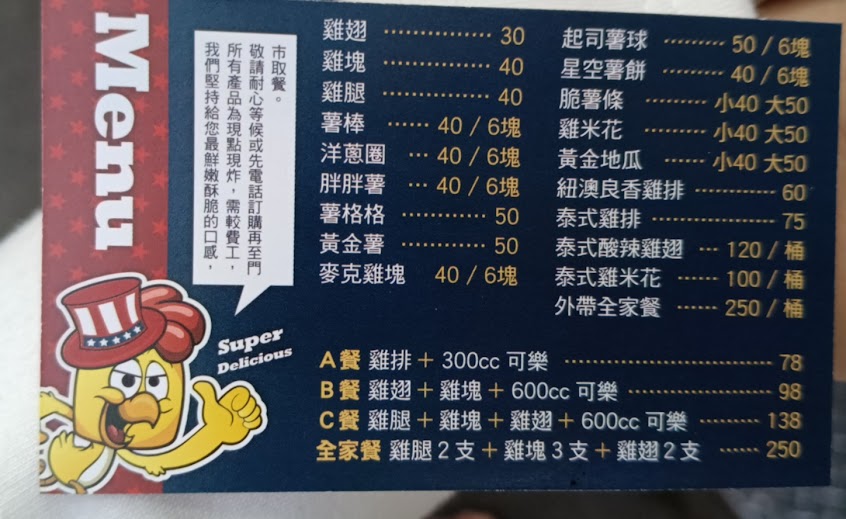 Menu
我們堅持給您最鮮嫩酥脆的口感，
所有產品為現點現炸，需較費工，
敬請耐心等候或先電話訂購再至門
市取餐。
Super
Delicious
雞翅 ·············· 30
雞塊 ·············· 40
雞腿 ·············· 40
薯棒 ······ 40 / 6塊
洋蔥圈 ··· 40 / 6塊
胖胖薯 ··· 40 / 6塊
薯格格 ············ 50
黃金薯 ············ 50
麥克雞塊 40 / 6塊
起司薯球 ········· 50 / 6塊
星空薯餅 ········· 40 / 6塊
脆薯條 ········· 小40 大50
雞米花 ········· 小40 大50
黃金地瓜 ······ 小40 大50
紐澳良香雞排 ··············· 60
泰式雞排 ····················· 75
泰式酸辣雞翅 ··· 120 / 桶
泰式雞米花 ······ 100 / 桶
外帶全家餐 ······ 250 / 桶
A餐 雞排＋300cc 可樂 ······························ 78
B餐 雞翅＋雞塊＋600cc 可樂 ····················· 98
C餐 雞腿＋雞塊＋雞翅＋600cc 可樂 ········· 138
全家餐 雞腿2支＋雞塊3支＋雞翅2支 ······ 250